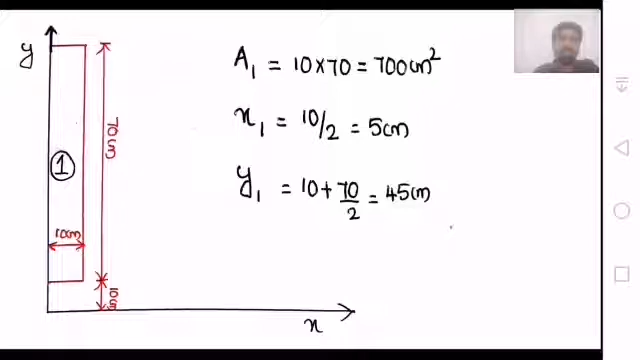 y
A₁ = 10×70 = 700cm²
x₁ = 10/2 = 5cm
y₁ = 10 + 70/2 = 45cm
70cm
1
10cm
10cm
x